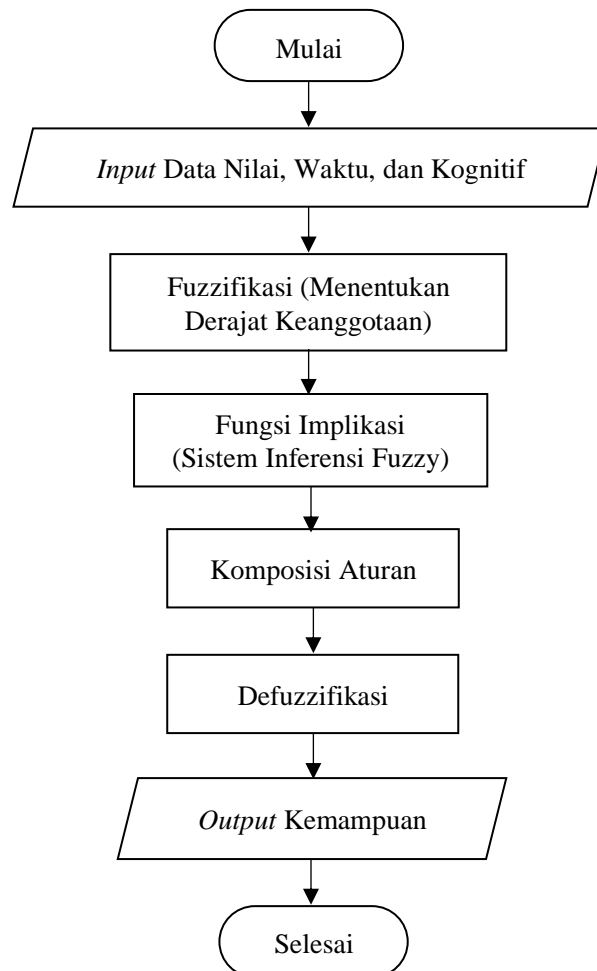 Mulai
Input Data Nilai, Waktu, dan Kognitif
Fuzzifikasi (Menentukan
Derajat Keanggotaan)
Fungsi Implikasi
(Sistem Inferensi Fuzzy)
Komposisi Aturan
Defuzzifikasi
Output Kemampuan
Selesai